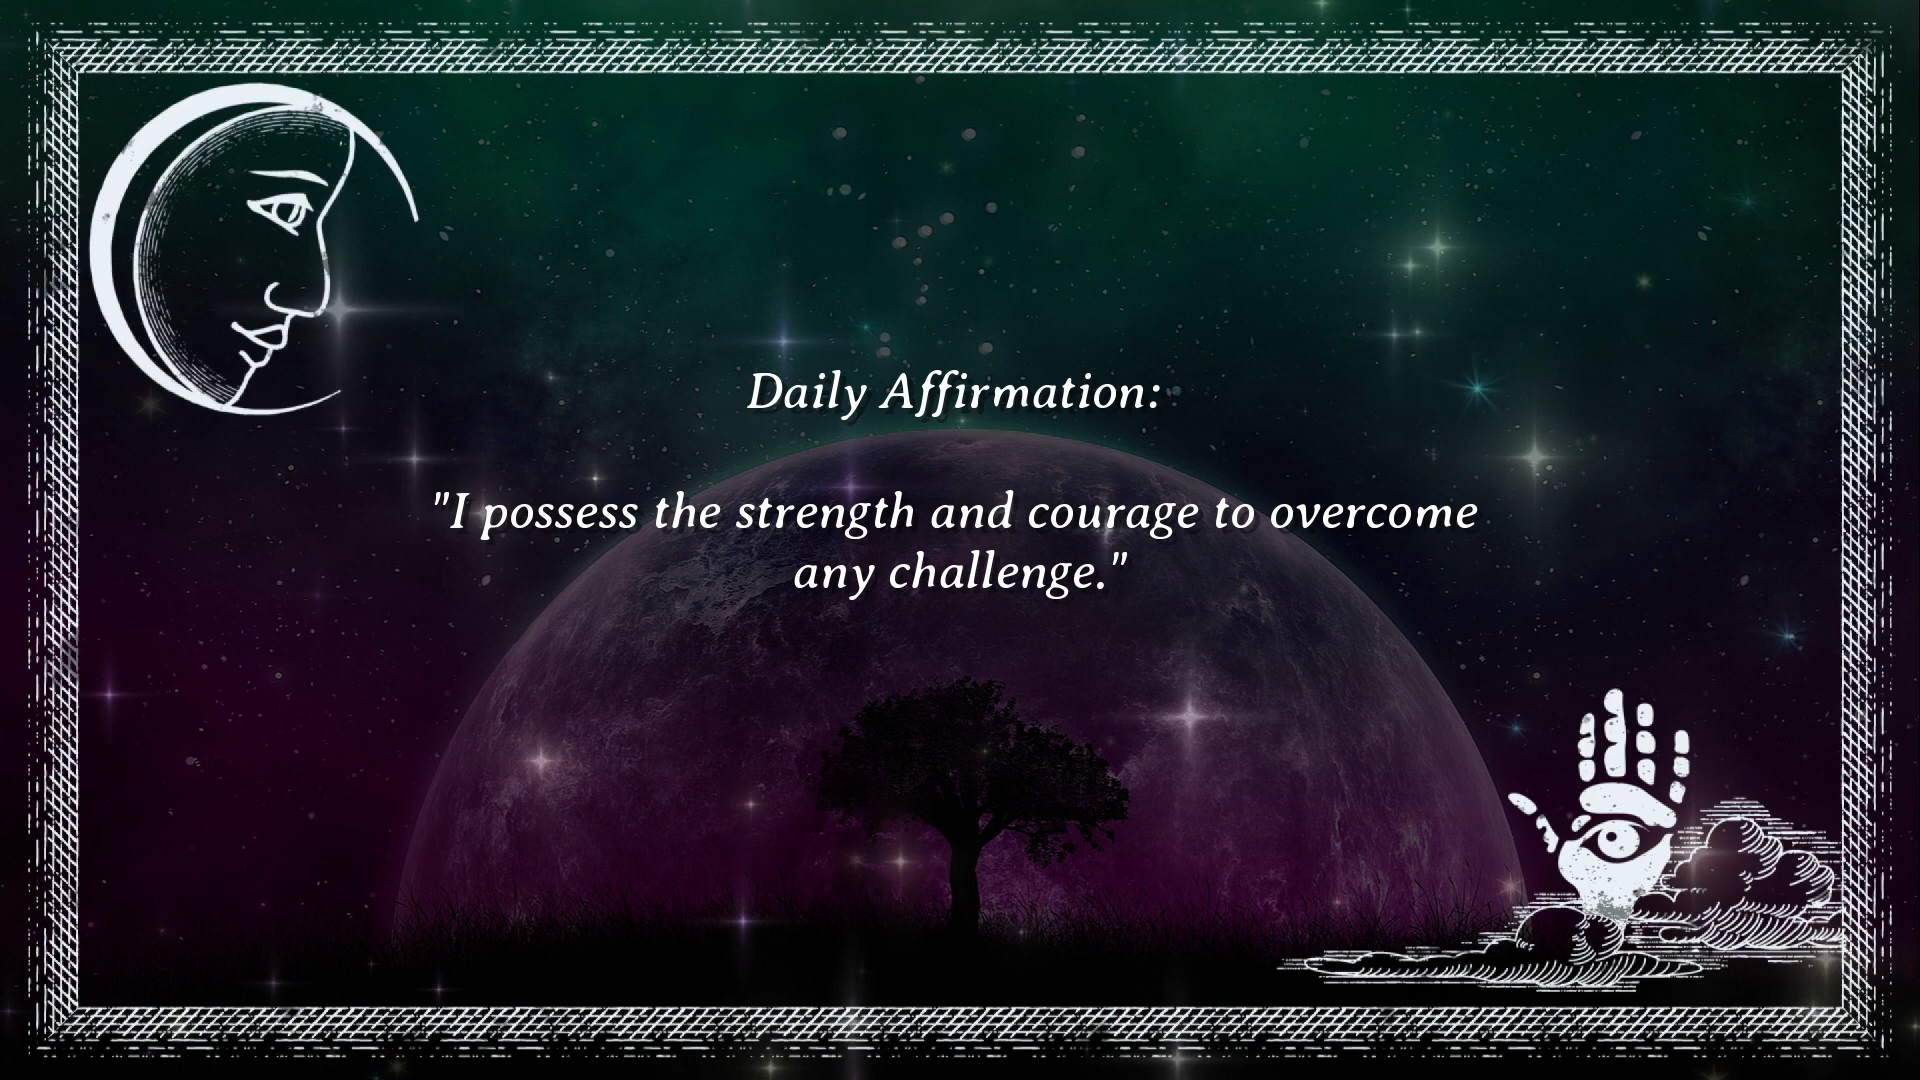 Daily Affirmation:
"I possess the strength and courage to overcome
any challenge."